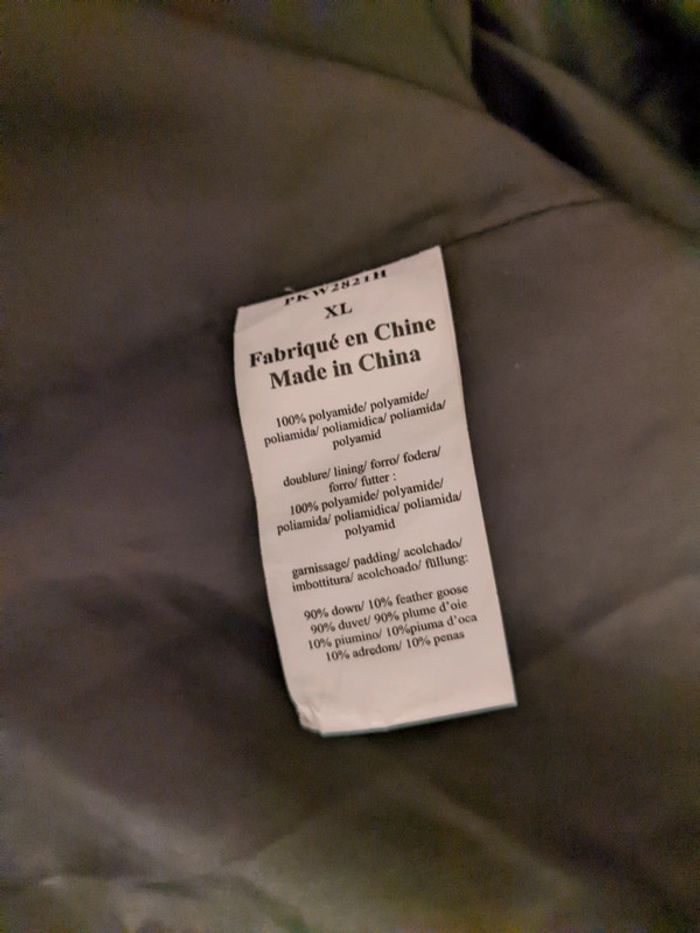 PKW2821H
XL
Fabriqué en Chine
Made in China
100% polyamide/ polyamide/
poliamida/ poliamidica/ poliamida/
polyamid
doublure/ lining/ forro/ fodera/
forro/ futter :
100% polyamide/ polyamide/
poliamida/ poliamidica/ poliamida/
polyamid
garnissage/ padding/ acolchado/
imbottitura/ acolchoado/ füllung:
90% down/ 10% feather goose
90% duvet/ 90% plume d'oie
10% piumino/ 10%piuma d'oca
10% adredom/ 10% penas